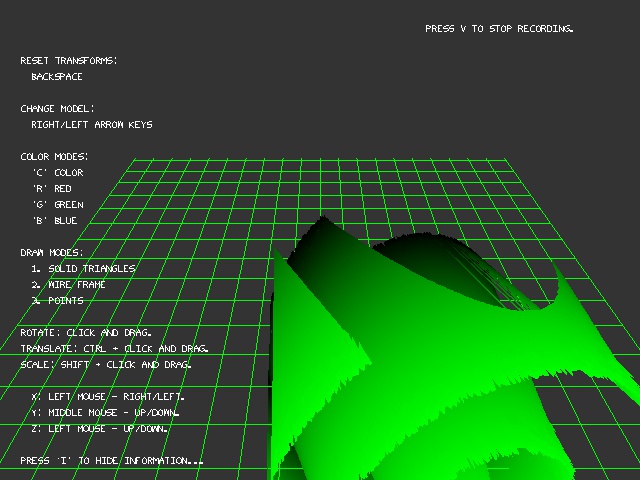 PRESS V TO STOP RECORDING.
RESET TRANSFORMS:
BACKSPACE
CHANGE MODEL:
RIGHT/LEFT ARROW KEYS
COLOR MODES:
'C' COLOR
'R' RED
'G' GREEN
'B' BLUE
DRAW MODES:
1. SOLID TRIANGLES
2. WIRE FRAME
3. POINTS
ROTATE: CLICK AND DRAG.
TRANSLATE: CTRL + CLICK AND DRAG.
SCALE: SHIFT + CLICK AND DRAG.
X: LEFT MOUSE - RIGHT/LEFT.
Y: MIDDLE MOUSE - UP/DOWN.
Z: LEFT MOUSE - UP/DOWN.
PRESS 'I' TO HIDE INFORMATION...